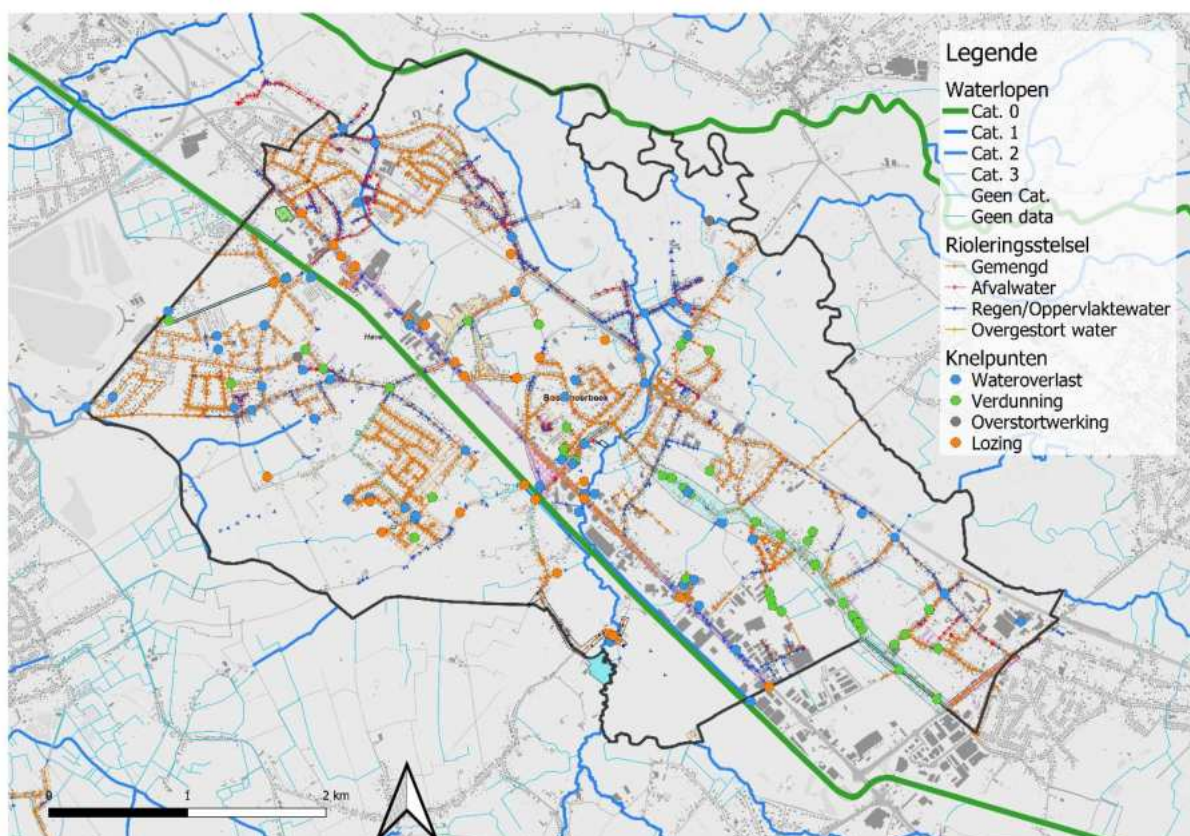 Legende
Waterlopen
Cat. 0
Cat. 1
Cat. 2
Cat. 3
Geen Cat.
Geen data
Rioleringsstelsel
Gemengd
Afvalwater
Regen/Oppervlaktewater
Overgestort water
Knelpunten
Wateroverlast
Verdunning
Overstortwerking
Lozing
0 1 2 km